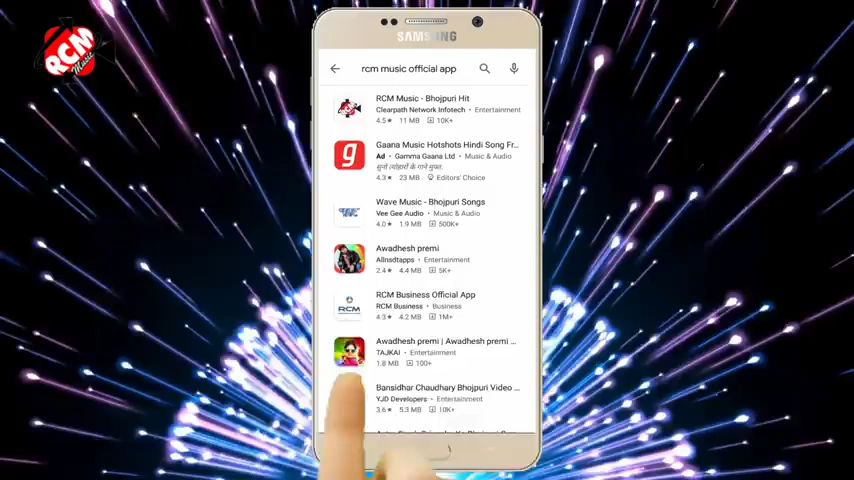 RCM
Music
SAMSUNG
rcm music official app
RCM Music - Bhojpuri Hit
Clearpath Network Infotech • Entertainment
4.5★ 11 MB 10K+
Gaana Music Hotshots Hindi Song Fr...
Ad • Gamma Gaana Ltd • Music & Audio
सुनो त्योहारों के गाने मुफ्त.
4.3★ 23 MB Editors' Choice
Wave Music - Bhojpuri Songs
Vee Gee Audio • Music & Audio
4.0★ 1.9 MB 500K+
Awadhesh premi
Allnsdtapps • Entertainment
2.4★ 4.4 MB 5K+
RCM Business Official App
RCM Business • Business
4.3★ 4.2 MB 1M+
RCM
Awadhesh premi | Awadhesh premi ...
TAJKAI • Entertainment
1.8 MB 100+
Bansidhar Chaudhary Bhojpuri Video ...
YJD Developers • Entertainment
3.6★ 5.3 MB 10K+